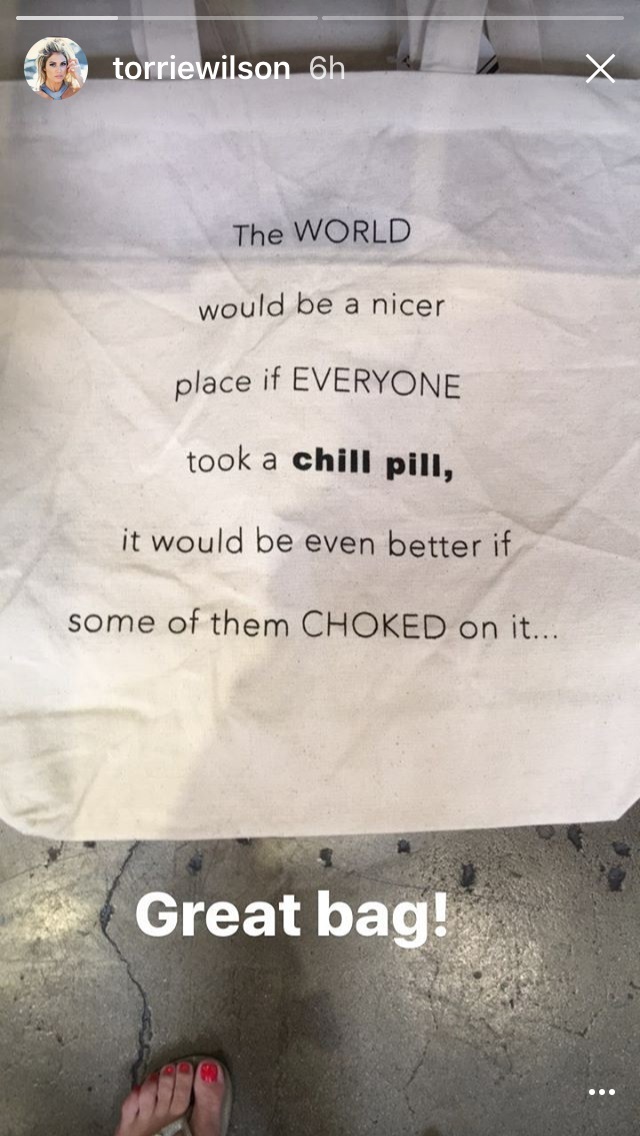 torriewilson 6h
The WORLD
would be a nicer
place if EVERYONE
took a chill pill,
it would be even better if
some of them CHOKED on it...
Great bag!